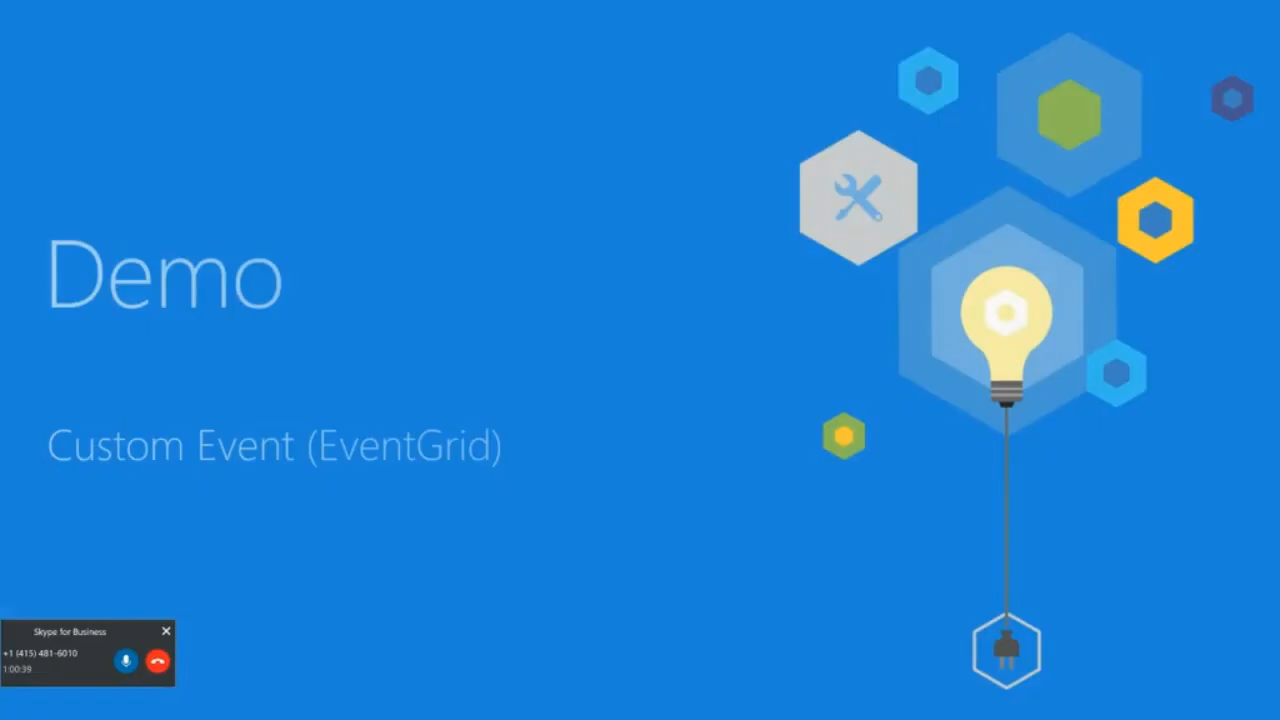 Demo
Custom Event (EventGrid)
Skype for Business
+1 (415) 481-6010
1:00:39